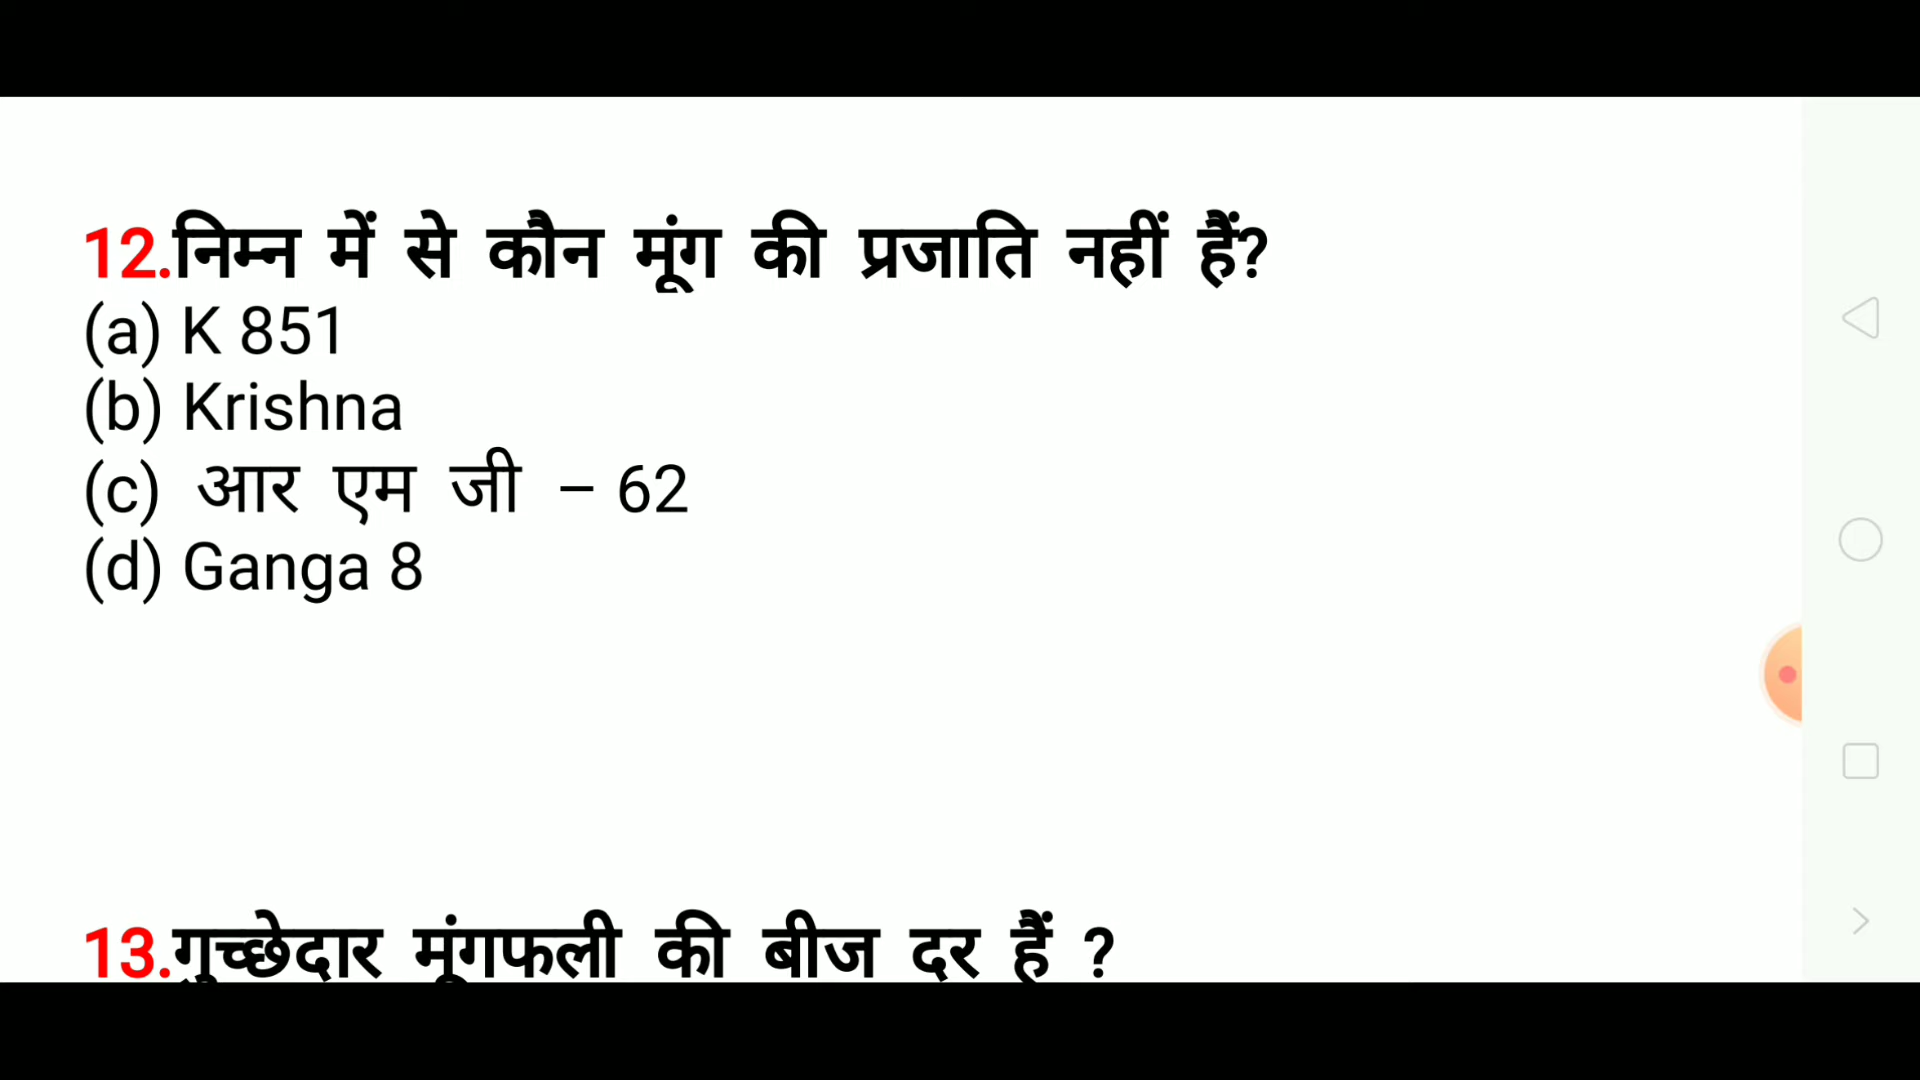 12.निम्न में से कौन मूंग की प्रजाति नहीं हैं?
(a) K 851
(b) Krishna
(c) आर एम जी – 62
(d) Ganga 8
13.गुच्छेदार मूंगफली की बीज दर हैं ?